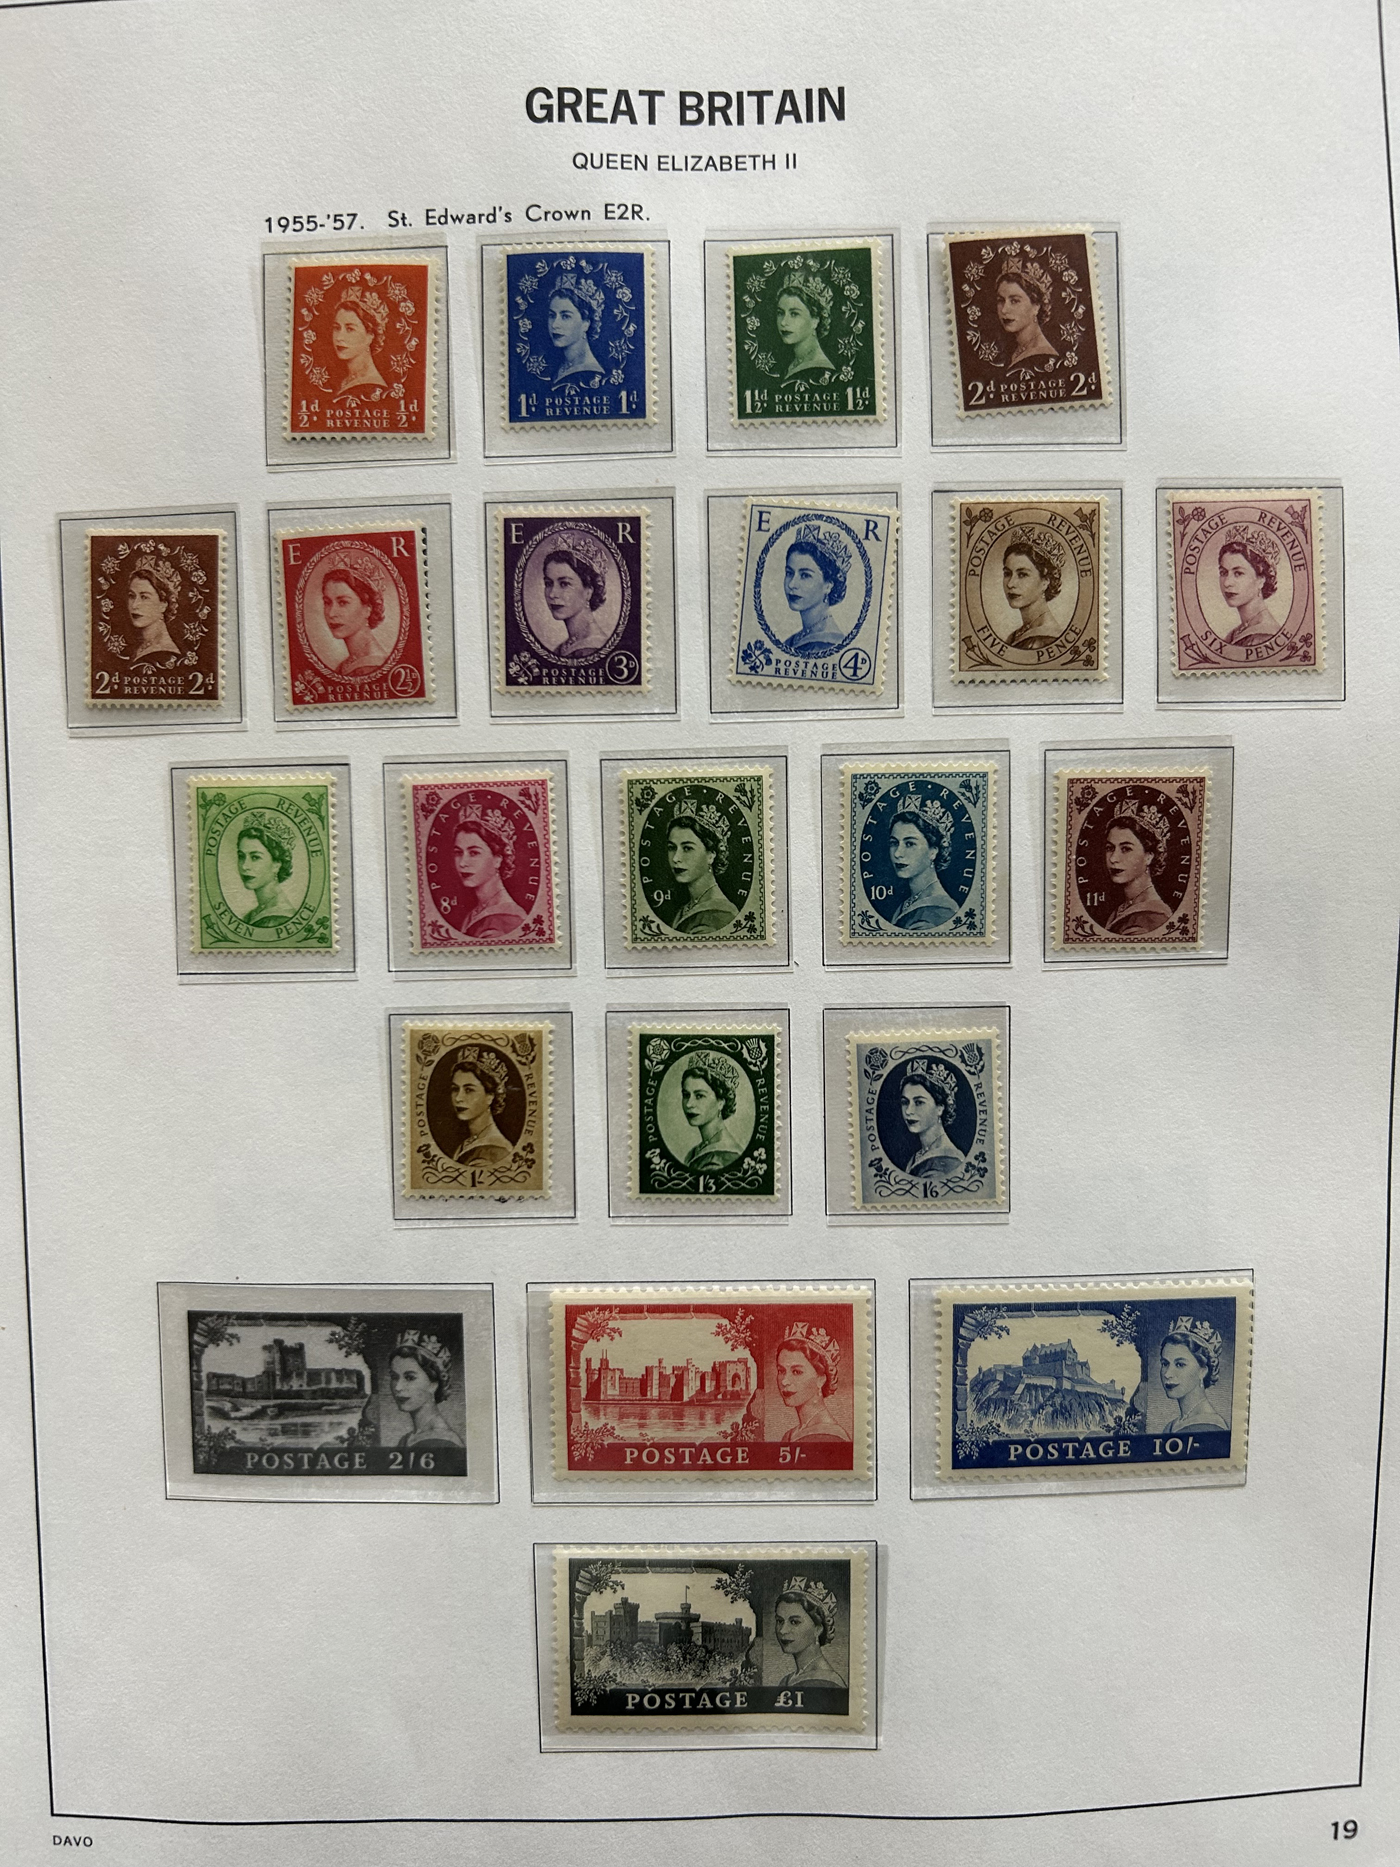 GREAT BRITAIN
QUEEN ELIZABETH II
1955-'57. St. Edward's Crown E2R.
½d POSTAGE REVENUE ½d
1d POSTAGE REVENUE 1d
1½d POSTAGE REVENUE 1½d
2d POSTAGE REVENUE 2d
2d POSTAGE REVENUE 2d
E R
POSTAGE REVENUE 2½D
E R
POSTAGE REVENUE 3D
E R
POSTAGE REVENUE 4D
POSTAGE REVENUE
FIVE PENCE
POSTAGE REVENUE
SIX PENCE
POSTAGE REVENUE
SEVEN PENCE
POSTAGE·REVENUE
8d
POSTAGE·REVENUE
9d
POSTAGE·REVENUE
10d
POSTAGE·REVENUE
11d
POSTAGE REVENUE
1/-
POSTAGE REVENUE
1/3
POSTAGE REVENUE
1/6
POSTAGE 2/6
POSTAGE 5/-
POSTAGE 10/-
POSTAGE £1
DAVO
19